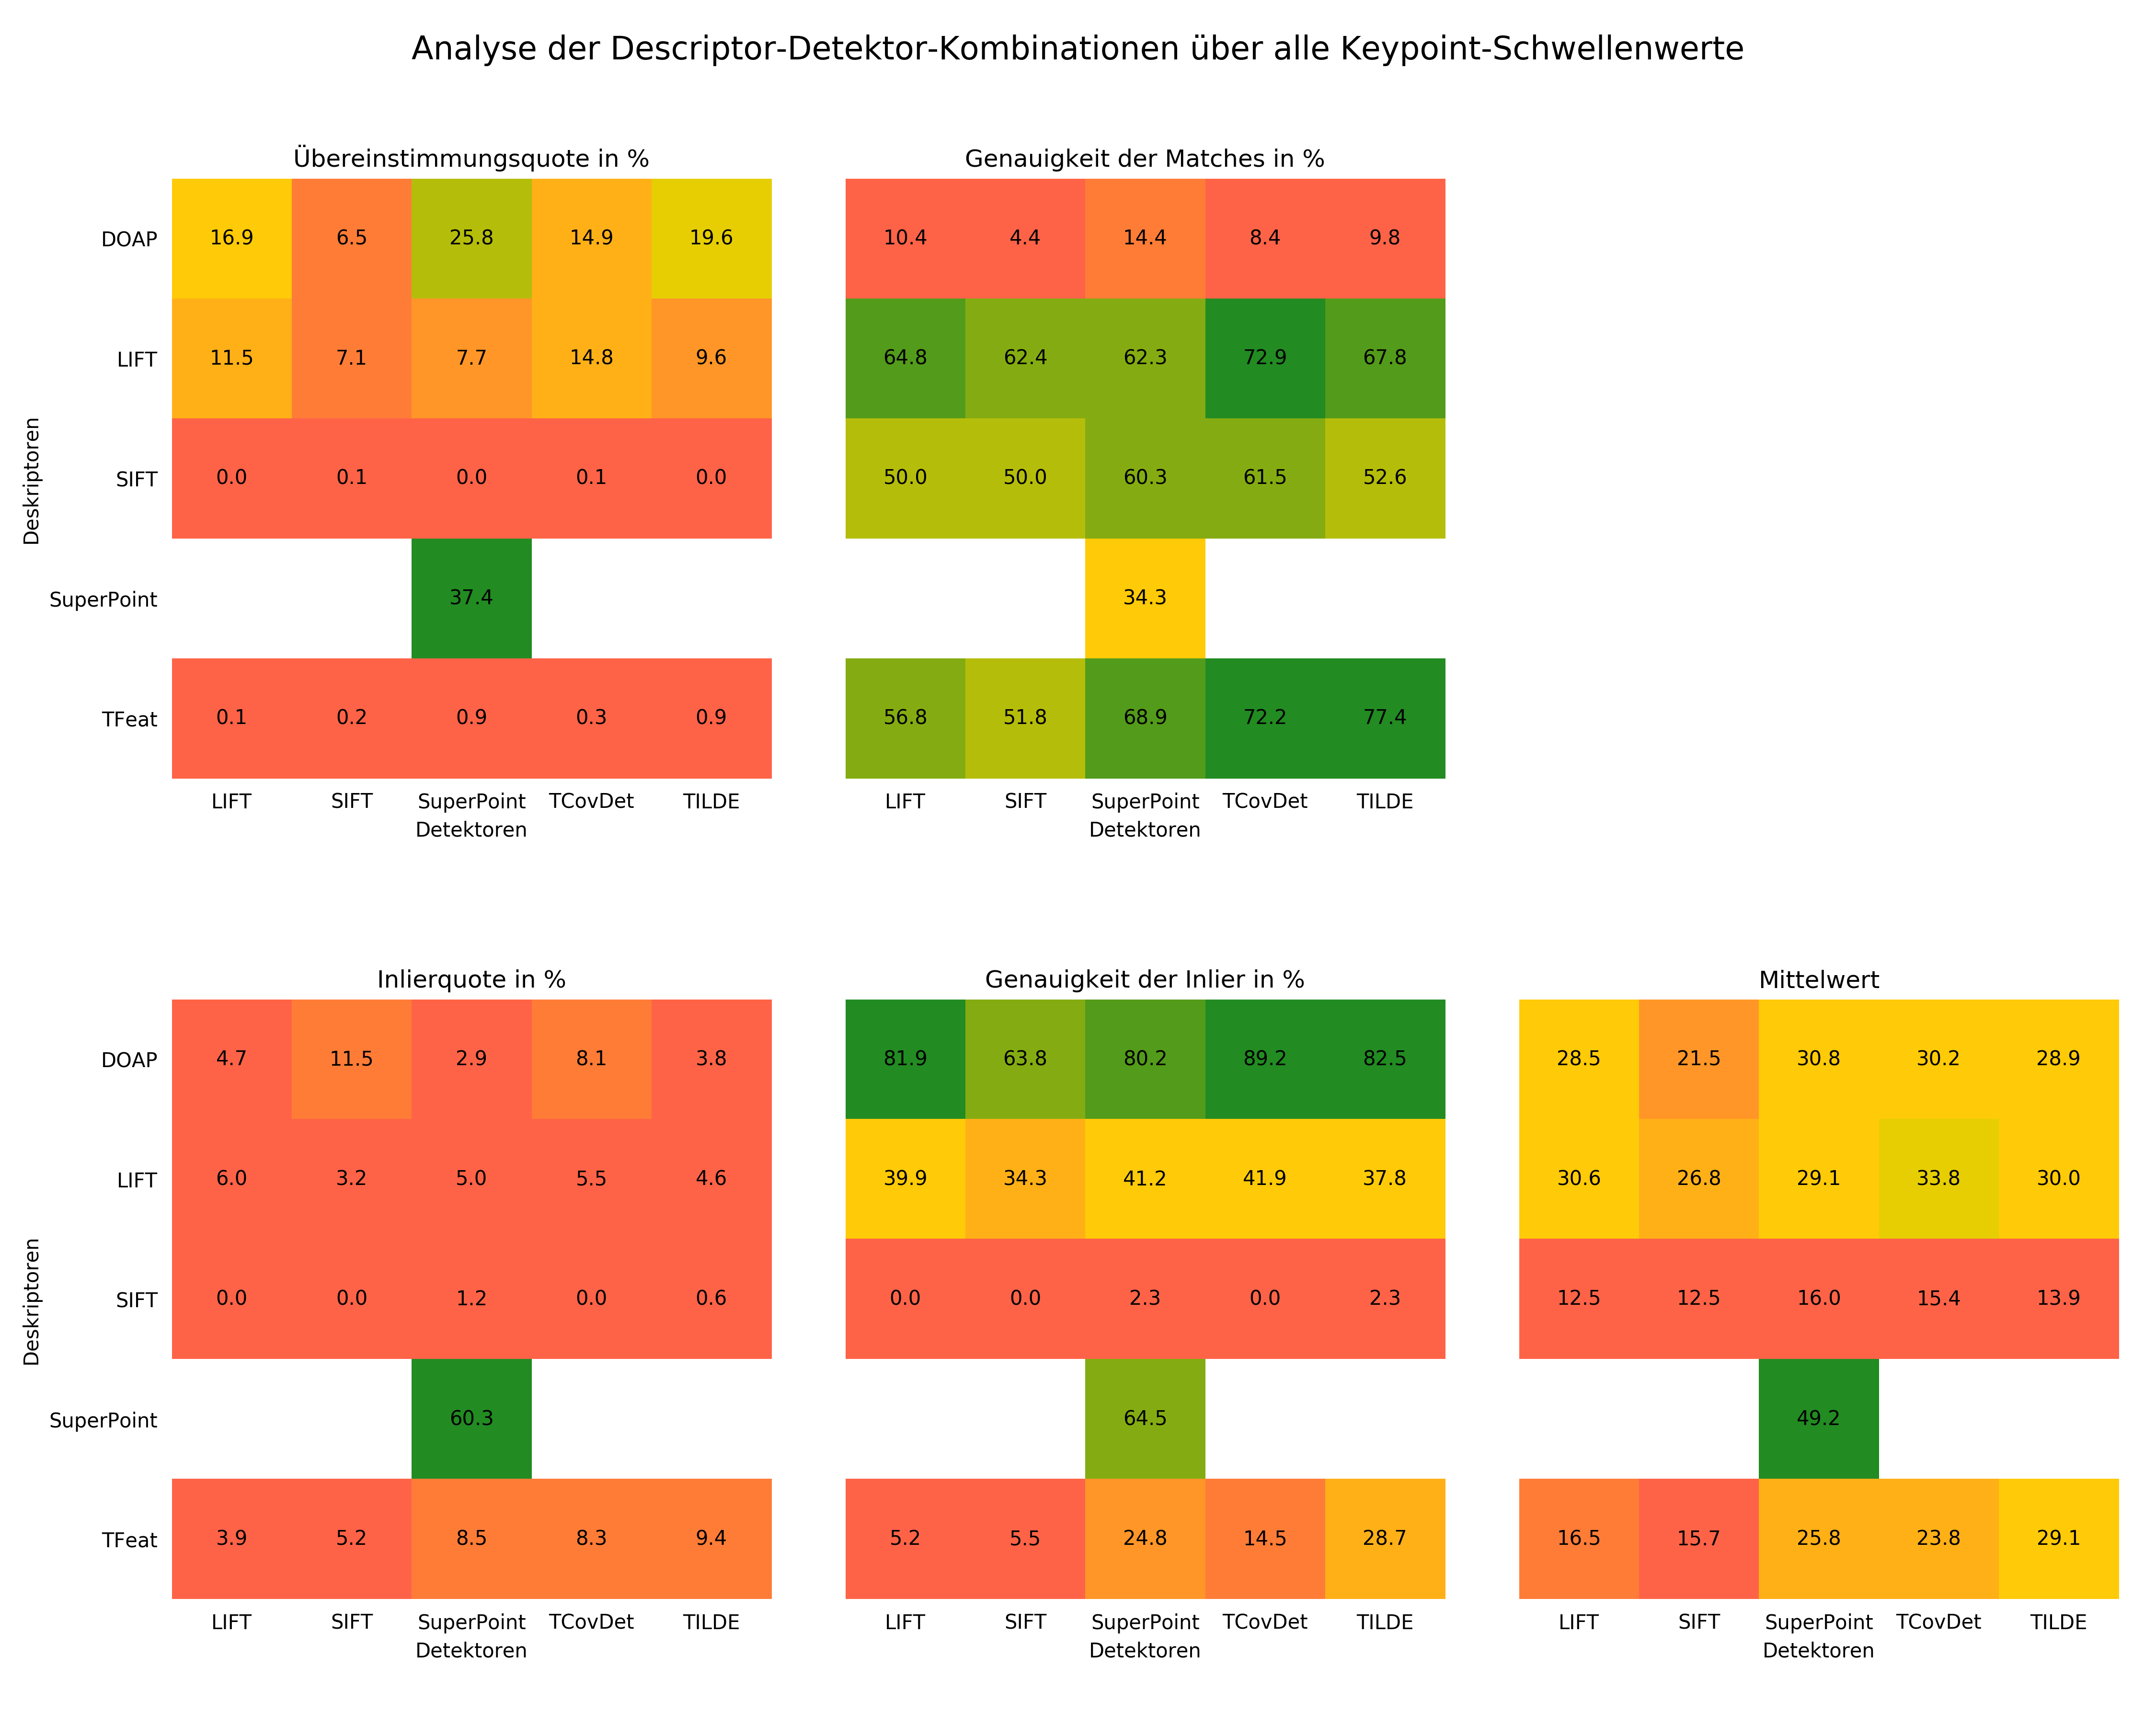 Analyse der Descriptor-Detektor-Kombinationen über alle Keypoint-Schwellenwerte
Übereinstimmungsquote in %
Deskriptoren
DOAP 16.9 6.5 25.8 14.9 19.6
LIFT 11.5 7.1 7.7 14.8 9.6
SIFT 0.0 0.1 0.0 0.1 0.0
SuperPoint 37.4
TFeat 0.1 0.2 0.9 0.3 0.9
LIFT SIFT SuperPoint TCovDet TILDE
Detektoren
Genauigkeit der Matches in %
10.4 4.4 14.4 8.4 9.8
64.8 62.4 62.3 72.9 67.8
50.0 50.0 60.3 61.5 52.6
34.3
56.8 51.8 68.9 72.2 77.4
LIFT SIFT SuperPoint TCovDet TILDE
Detektoren
Inlierquote in %
Deskriptoren
DOAP 4.7 11.5 2.9 8.1 3.8
LIFT 6.0 3.2 5.0 5.5 4.6
SIFT 0.0 0.0 1.2 0.0 0.6
SuperPoint 60.3
TFeat 3.9 5.2 8.5 8.3 9.4
LIFT SIFT SuperPoint TCovDet TILDE
Detektoren
Genauigkeit der Inlier in %
81.9 63.8 80.2 89.2 82.5
39.9 34.3 41.2 41.9 37.8
0.0 0.0 2.3 0.0 2.3
64.5
5.2 5.5 24.8 14.5 28.7
LIFT SIFT SuperPoint TCovDet TILDE
Detektoren
Mittelwert
28.5 21.5 30.8 30.2 28.9
30.6 26.8 29.1 33.8 30.0
12.5 12.5 16.0 15.4 13.9
49.2
16.5 15.7 25.8 23.8 29.1
LIFT SIFT SuperPoint TCovDet TILDE
Detektoren